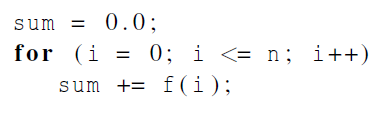 sum = 0.0;
for (i = 0; i <= n; i++)
    sum += f(i);